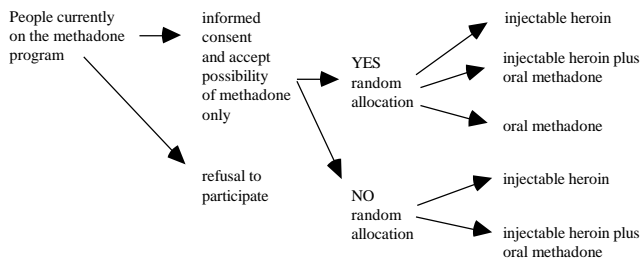 People currently
on the methadone
program
informed
consent
and accept
possibility
of methadone
only
refusal to
participate
YES
random
allocation
NO
random
allocation
injectable heroin
injectable heroin plus
oral methadone
oral methadone
injectable heroin
injectable heroin plus
oral methadone